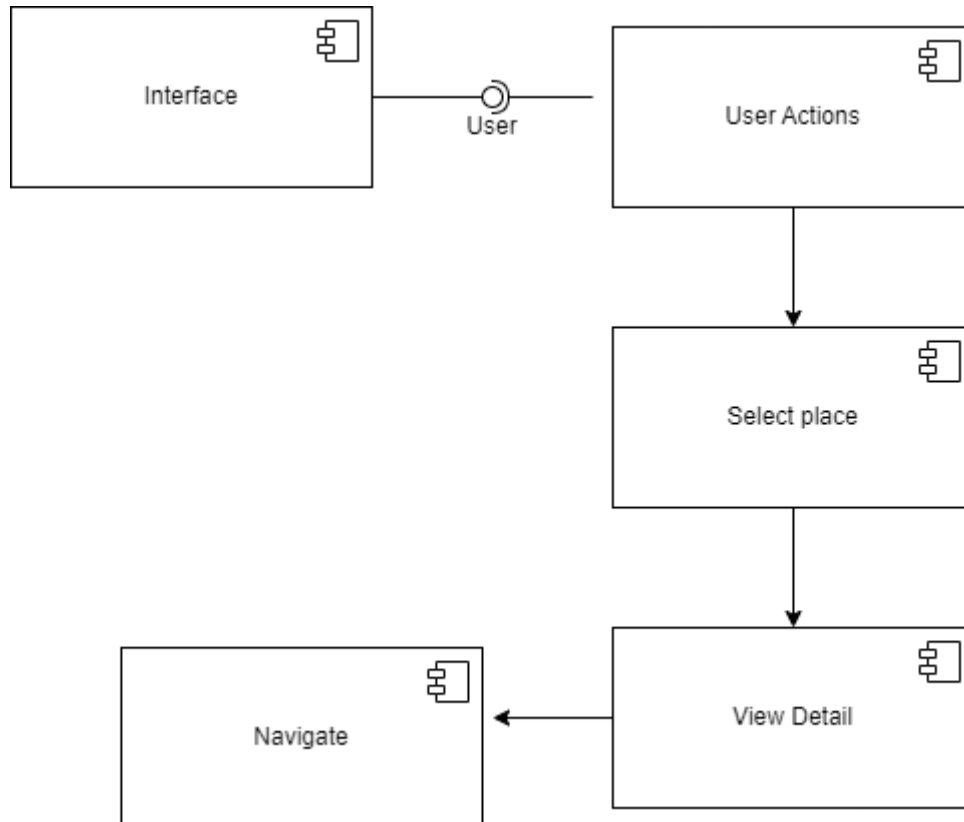 Interface
User
User Actions
Select place
View Detail
Navigate